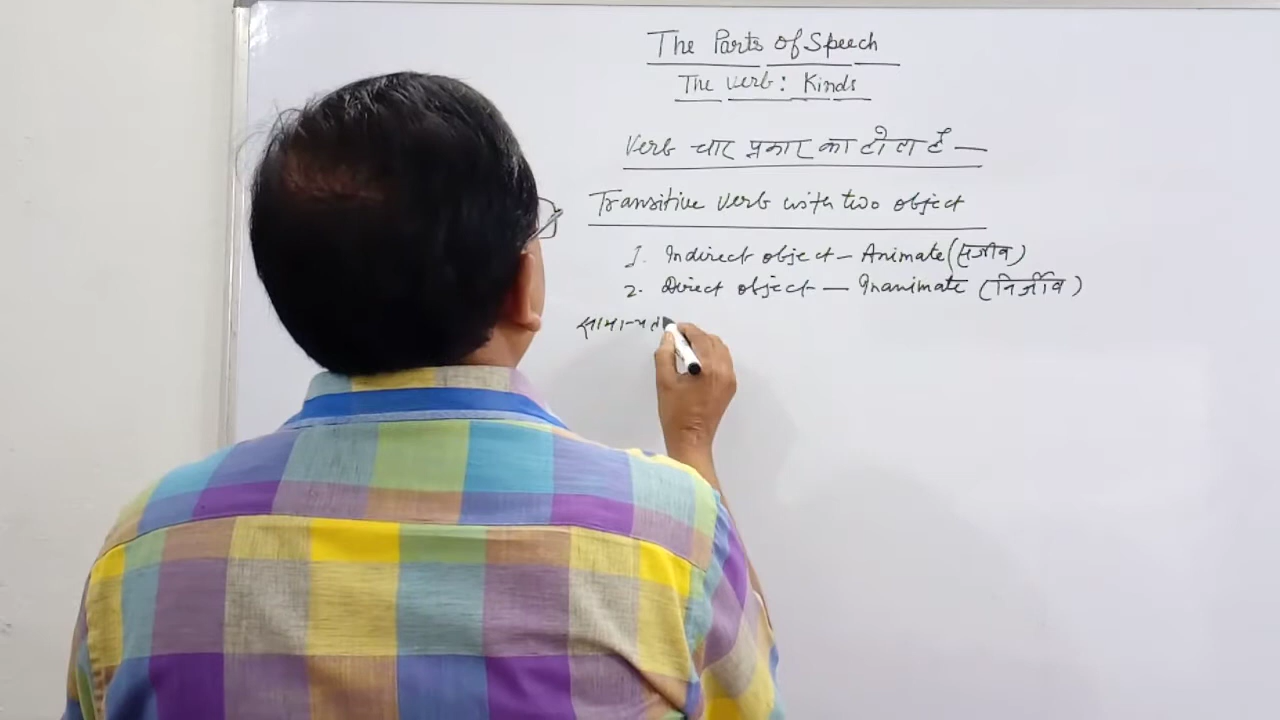 The Parts of Speech
The Verb: Kinds
Verb चार प्रकार का होता है —
Transitive Verb with two object
1. Indirect object — Animate (सजीव)
2. Direct object — Inanimate (निर्जीव)
सामान्यत